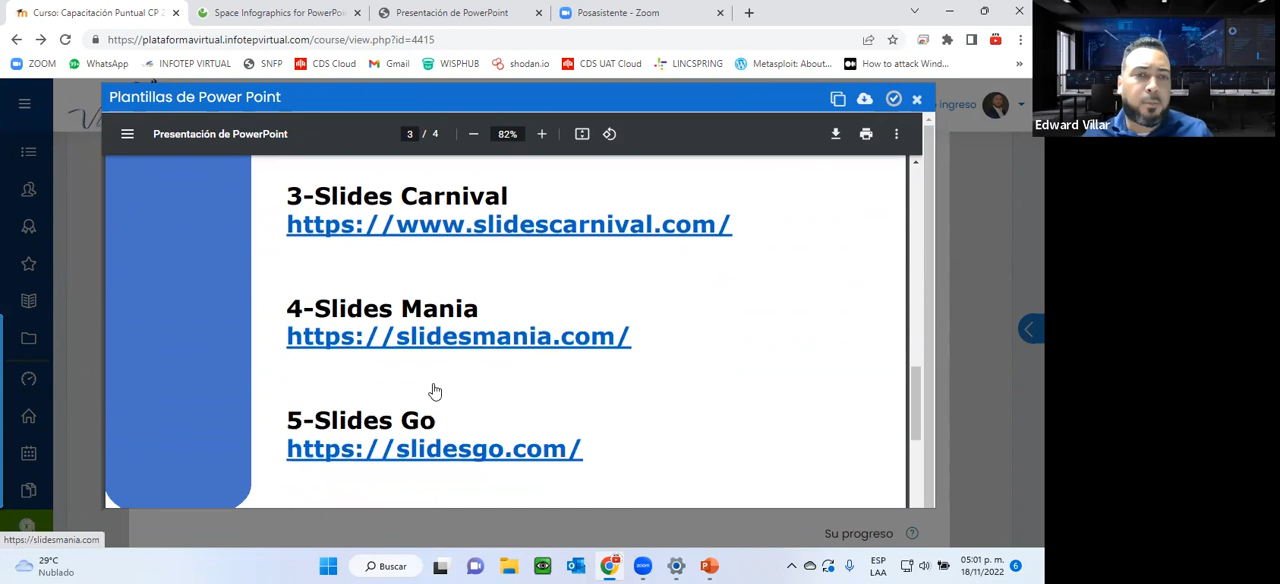 Curso: Capacitación Puntual CP 2
Space Infographics for PowerPoi
Presentación de PowerPoint
Posasistente - Zoom
https://plataformavirtual.infotepvirtual.com/course/view.php?id=4415
ZOOM
WhatsApp
INFOTEP VIRTUAL
SNFP
CDS Cloud
Gmail
WISPHUB
shodan.io
CDS UAT Cloud
LINCSPRING
Metasploit: About...
How to attack Wind...
Plantillas de Power Point
ingreso
Presentación de PowerPoint
3 / 4
82%
3-Slides Carnival
https://www.slidescarnival.com/
4-Slides Mania
https://slidesmania.com/
5-Slides Go
https://slidesgo.com/
Su progreso
https://slidesmania.com
Edward Villar
29°C
Nublado
Buscar
ESP
LAA
05:01 p. m.
18/11/2022
6